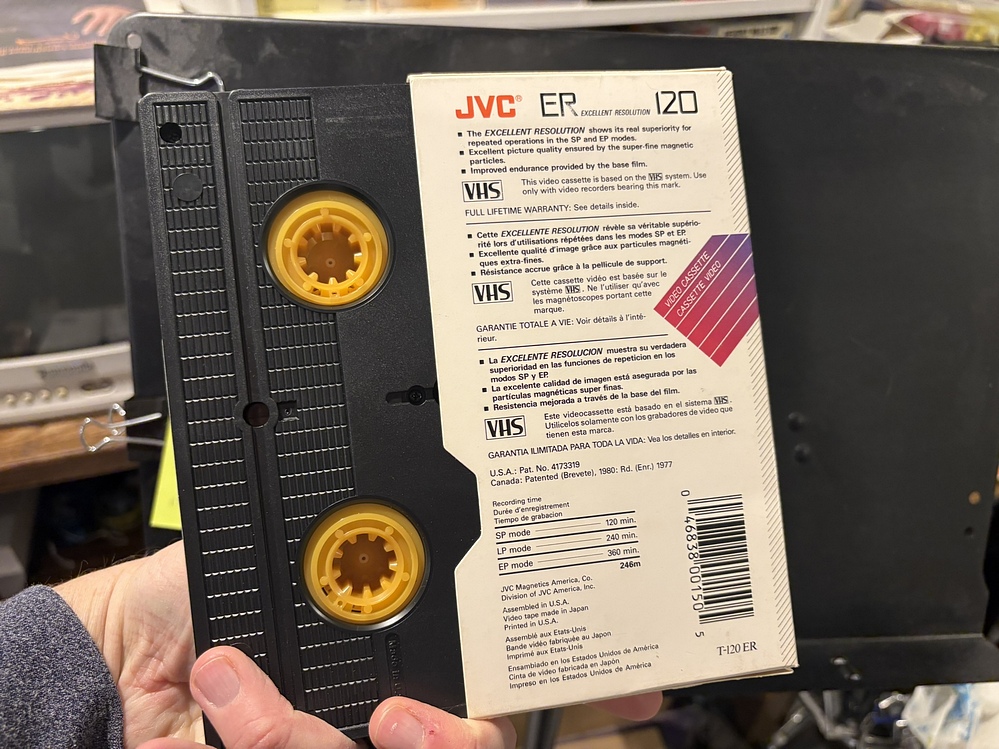 JVC® ER EXCELLENT RESOLUTION 120
■ The EXCELLENT RESOLUTION shows its real superiority for
repeated operations in the SP and EP modes.
■ Excellent picture quality ensured by the super-fine magnetic
particles.
■ Improved endurance provided by the base film.
VHS
This video cassette is based on the VHS system. Use
only with video recorders bearing this mark.
FULL LIFETIME WARRANTY: See details inside.
■ Cette EXCELLENTE RESOLUTION révèle sa véritable supério-
rité lors d'utilisations répétées dans les modes SP et EP.
■ Excellente qualité d'image grâce aux particules magnéti-
ques extra-fines.
■ Résistance accrue grâce à la pellicule de support.
VHS
Cette cassette vidéo est basée sur le
système VHS. Ne l'utiliser qu'avec
les magnétoscopes portant cette
marque.
GARANTIE TOTALE A VIE: Voir détails à l'inté-
rieur.
VIDEO CASSETTE
CASSETTE VIDÉO
■ La EXCELENTE RESOLUCION muestra su verdadera
superioridad en las funciones de repeticion en los
modos SP y EP.
■ La excelente calidad de imagen está asegurada por las
partículas magnéticas super finas.
■ Resistencia mejorada a través de la base del film.
VHS
Este videocassette está basado en el sistema VHS.
Utilicelos solamente con los grabadores de video que
tienen esta marca.
GARANTIA ILIMITADA PARA TODA LA VIDA: Vea los detalles en interior.
U.S.A.: Pat. No. 4173319
Canada: Patented (Brevete), 1980: Rd. (Enr.) 1977
Recording time
Durée d'enregistrement
Tiempo de grabacion
SP mode 120 min.
LP mode 240 min.
EP mode 360 min.
246m
JVC Magnetics America, Co.
Division of JVC America, Inc.
Assembled in U.S.A.
Video tape made in Japan
Printed in U.S.A.
Assemblé aux Etats-Unis
Bande vidéo fabriquée au Japon
Imprimé aux Etats-Unis
Ensambiado en los Estados Unidos de América
Cinta de video fabricada en Japón
Impreso en los Estados Unidos de América
0 46838 00150 5
T-120 ER